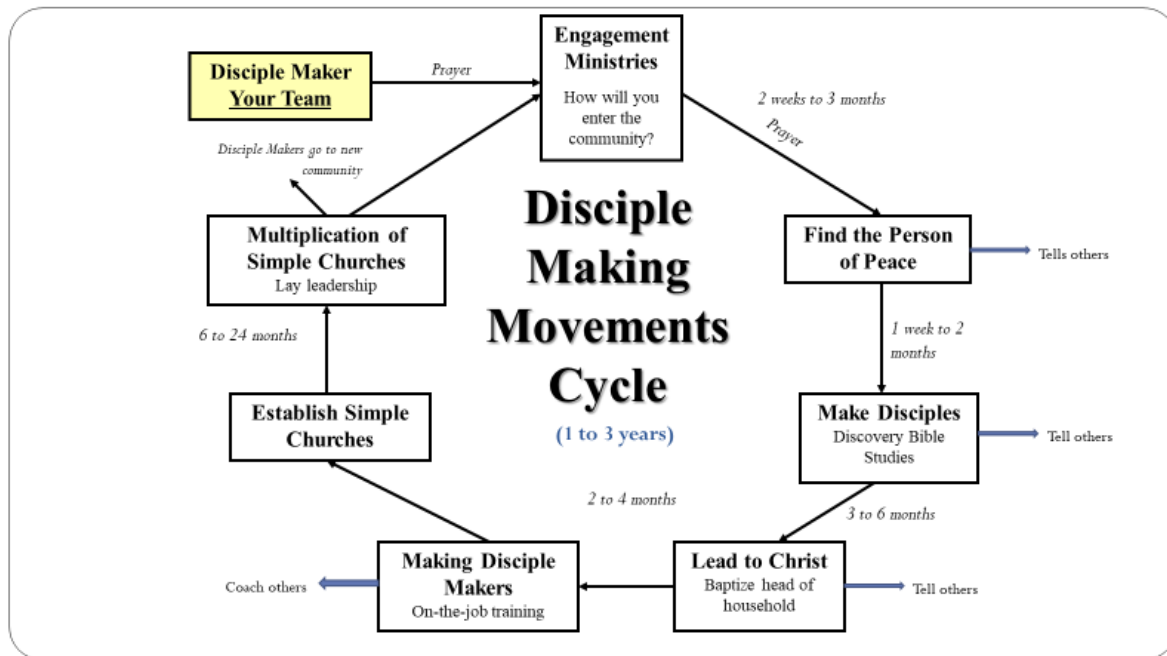 Disciple Maker
Your Team
Prayer
Engagement
Ministries
How will you
enter the
community?
2 weeks to 3 months
Prayer
Disciple Makers go to new
community
Multiplication of
Simple Churches
Lay leadership
Disciple
Making
Movements
Cycle
(1 to 3 years)
Find the Person
of Peace
Tells others
1 week to 2
months
6 to 24 months
Establish Simple
Churches
Make Disciples
Discovery Bible
Studies
Tell others
2 to 4 months
3 to 6 months
Coach others
Making Disciple
Makers
On-the-job training
Lead to Christ
Baptize head of
household
Tell others